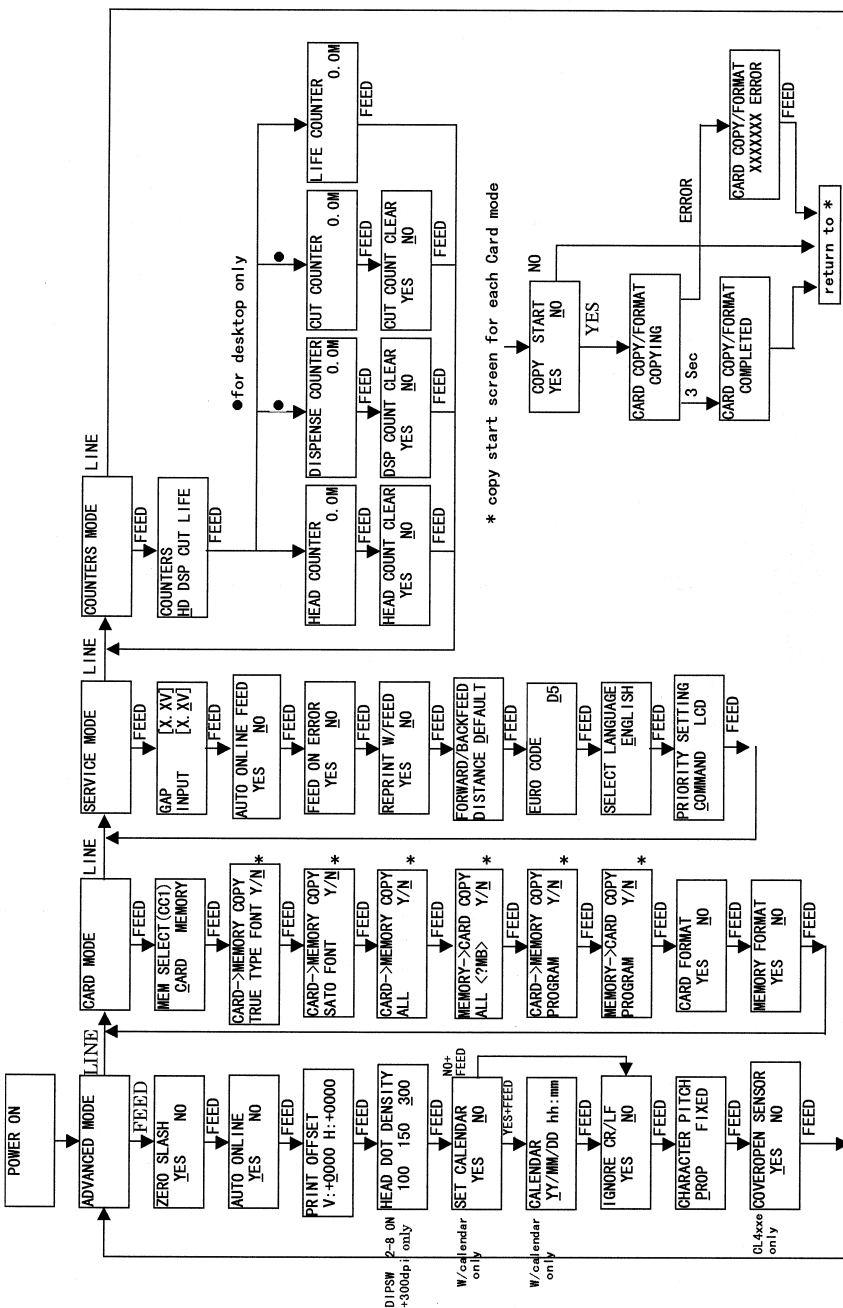 POWER ON
ADVANCED MODE
LINE
FEED
ZERO SLASH
YES NO
FEED
AUTO ONLINE
YES NO
FEED
PRINT OFFSET
V:+0000 H:+0000
FEED
DIPSW 2-8 ON
+300dpi only
HEAD DOT DENSITY
100 150 300
FEED
W/calendar
only
SET CALENDAR
YES NO
NO+
FEED
YES+FEED
W/calendar
only
CALENDAR
YY/MM/DD hh:mm
FEED
IGNORE CR/LF
YES NO
FEED
CHARACTER PITCH
PROP FIXED
FEED
CL4xxe
only
COVEROPEN SENSOR
YES NO
FEED
CARD MODE
LINE
FEED
MEM SELECT(CC1)
CARD MEMORY
FEED
CARD->MEMORY COPY
TRUE TYPE FONT Y/N
*
FEED
CARD->MEMORY COPY
SATO FONT Y/N
*
FEED
CARD->MEMORY COPY
ALL Y/N
*
FEED
MEMORY->CARD COPY
ALL <?MB> Y/N
*
FEED
CARD->MEMORY COPY
PROGRAM Y/N
*
FEED
MEMORY->CARD COPY
PROGRAM Y/N
*
FEED
CARD FORMAT
YES NO
FEED
MEMORY FORMAT
YES NO
FEED
SERVICE MODE
LINE
FEED
GAP [X.XV]
INPUT [X.XV]
FEED
AUTO ONLINE FEED
YES NO
FEED
FEED ON ERROR
YES NO
FEED
REPRINT W/FEED
YES NO
FEED
FORWARD/BACKFEED
DISTANCE DEFAULT
FEED
EURO CODE
D5
FEED
SELECT LANGUAGE
ENGLISH
FEED
PRIORITY SETTING
COMMAND LCD
FEED
COUNTERS MODE
LINE
FEED
COUNTERS
HD DSP CUT LIFE
FEED
●for desktop only
HEAD COUNTER
0.0M
FEED
HEAD COUNT CLEAR
YES NO
FEED
DISPENSE COUNTER
0.0M
FEED
DSP COUNT CLEAR
YES NO
FEED
CUT COUNTER
0.0M
FEED
CUT COUNT CLEAR
YES NO
FEED
LIFE COUNTER
0.0M
FEED
* copy start screen for each Card mode
COPY START
YES NO
NO
YES
CARD COPY/FORMAT
COPYING
3 Sec
ERROR
CARD COPY/FORMAT
COMPLETED
CARD COPY/FORMAT
XXXXXXX ERROR
FEED
return to *